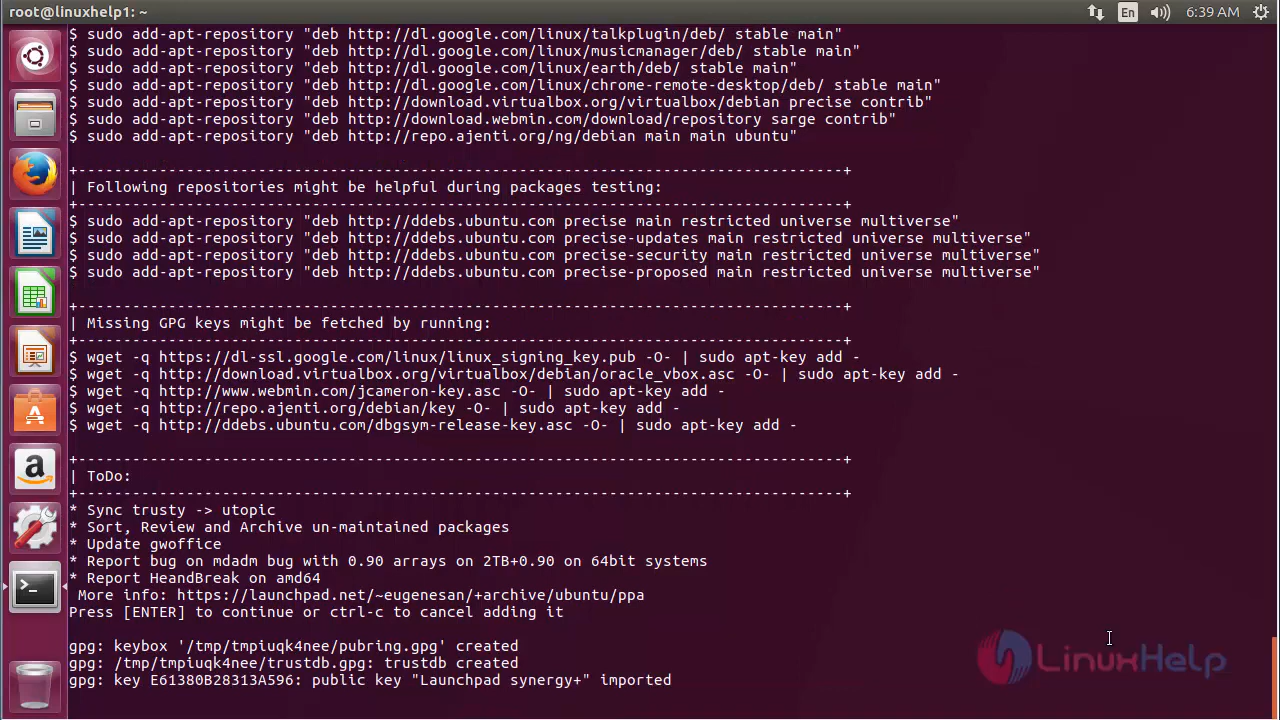 root@linuxhelp1: ~
En
6:39 AM
$ sudo add-apt-repository "deb http://dl.google.com/linux/talkplugin/deb/ stable main"
$ sudo add-apt-repository "deb http://dl.google.com/linux/musicmanager/deb/ stable main"
$ sudo add-apt-repository "deb http://dl.google.com/linux/earth/deb/ stable main"
$ sudo add-apt-repository "deb http://dl.google.com/linux/chrome-remote-desktop/deb/ stable main"
$ sudo add-apt-repository "deb http://download.virtualbox.org/virtualbox/debian precise contrib"
$ sudo add-apt-repository "deb http://download.webmin.com/download/repository sarge contrib"
$ sudo add-apt-repository "deb http://repo.ajenti.org/ng/debian main main ubuntu"
+-------------------------------------------------------------------------------------+
| Following repositories might be helpful during packages testing:
+-------------------------------------------------------------------------------------+
$ sudo add-apt-repository "deb http://ddebs.ubuntu.com precise main restricted universe multiverse"
$ sudo add-apt-repository "deb http://ddebs.ubuntu.com precise-updates main restricted universe multiverse"
$ sudo add-apt-repository "deb http://ddebs.ubuntu.com precise-security main restricted universe multiverse"
$ sudo add-apt-repository "deb http://ddebs.ubuntu.com precise-proposed main restricted universe multiverse"
+-------------------------------------------------------------------------------------+
| Missing GPG keys might be fetched by running:
+-------------------------------------------------------------------------------------+
$ wget -q https://dl-ssl.google.com/linux/linux_signing_key.pub -O- | sudo apt-key add -
$ wget -q http://download.virtualbox.org/virtualbox/debian/oracle_vbox.asc -O- | sudo apt-key add -
$ wget -q http://www.webmin.com/jcameron-key.asc -O- | sudo apt-key add -
$ wget -q http://repo.ajenti.org/debian/key -O- | sudo apt-key add -
$ wget -q http://ddebs.ubuntu.com/dbgsym-release-key.asc -O- | sudo apt-key add -
+-------------------------------------------------------------------------------------+
| ToDo:
+-------------------------------------------------------------------------------------+
* Sync trusty -> utopic
* Sort, Review and Archive un-maintained packages
* Update gwoffice
* Report bug on mdadm bug with 0.90 arrays on 2TB+0.90 on 64bit systems
* Report HeandBreak on amd64
More info: https://launchpad.net/~eugenesan/+archive/ubuntu/ppa
Press [ENTER] to continue or ctrl-c to cancel adding it
gpg: keybox '/tmp/tmpiuqk4nee/pubring.gpg' created
gpg: /tmp/tmpiuqk4nee/trustdb.gpg: trustdb created
gpg: key E61380B28313A596: public key "Launchpad synergy+" imported
LinuxHelp